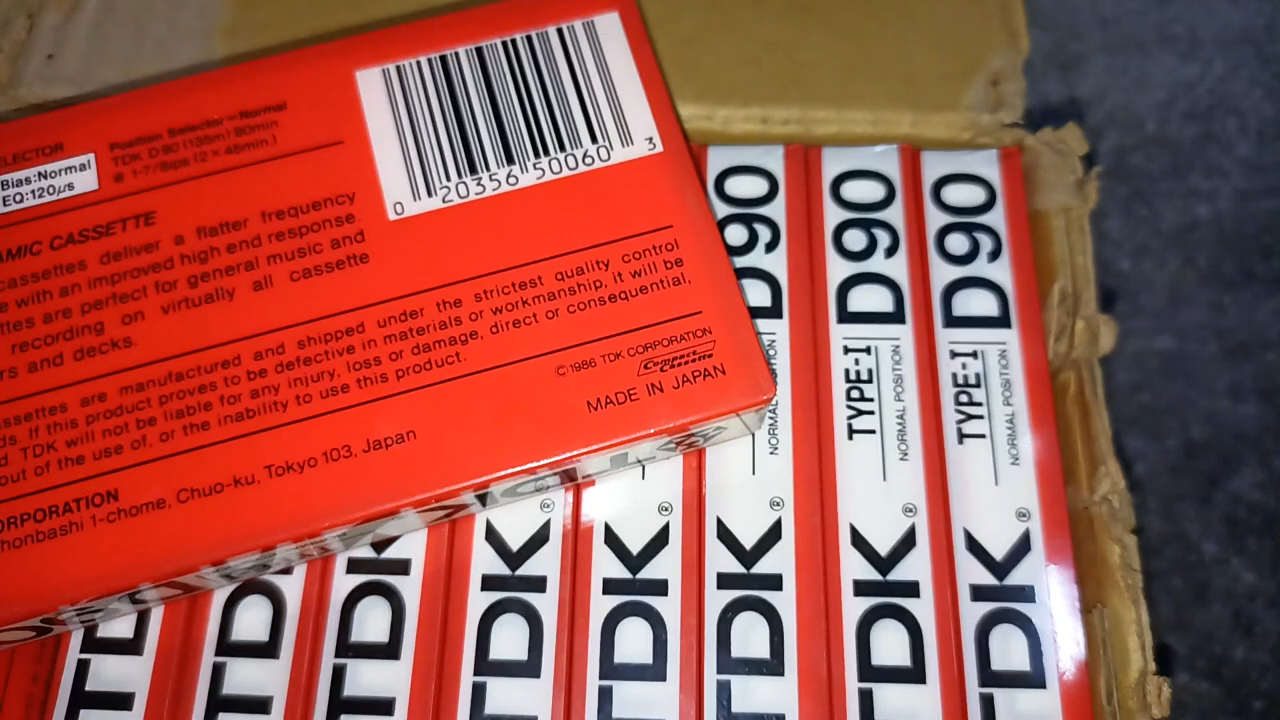 ELECTOR
Bias:Normal
EQ:120µs
Position Selector—Normal
TDK D90 (135m) 90min
@ 1-7/8ips (2 × 45min.)
0 20356 50060 3
AMIC CASSETTE
cassettes deliver a flatter frequency
e with an improved high end response.
ttes are perfect for general music and
recording on virtually all cassette
rs and decks.
assettes are manufactured and shipped under the strictest quality control
ds. If this product proves to be defective in materials or workmanship, it will be
d. TDK will not be liable for any injury, loss or damage, direct or consequential,
out of the use of, or the inability to use this product.
©1986 TDK CORPORATION
Compact Cassette
MADE IN JAPAN
ORPORATION
honbashi 1-chome, Chuo-ku, Tokyo 103, Japan
TD
TDK
TDK
TDK®
TDK®
TDK® NORMAL POSITION D90
TDK® TYPE-I NORMAL POSITION D90
TDK® TYPE-I NORMAL POSITION D90